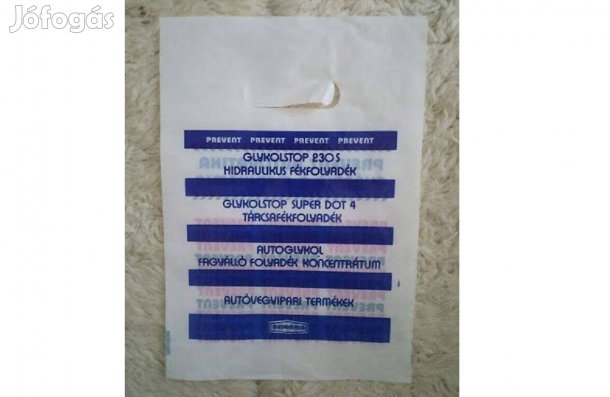 Jófogás
PREVENT PREVENT PREVENT PREVENT
GLYKOLSTOP 230S
HIDRAULIKUS FÉKFOLYADÉK
GLYKOLSTOP SUPER DOT 4
TÁRCSAFÉKFOLYADÉK
AUTOGLYKOL
FAGYÁLLÓ FOLYADÉK KONCENTRÁTUM
AUTÓVEGYIPARI TERMÉKEK